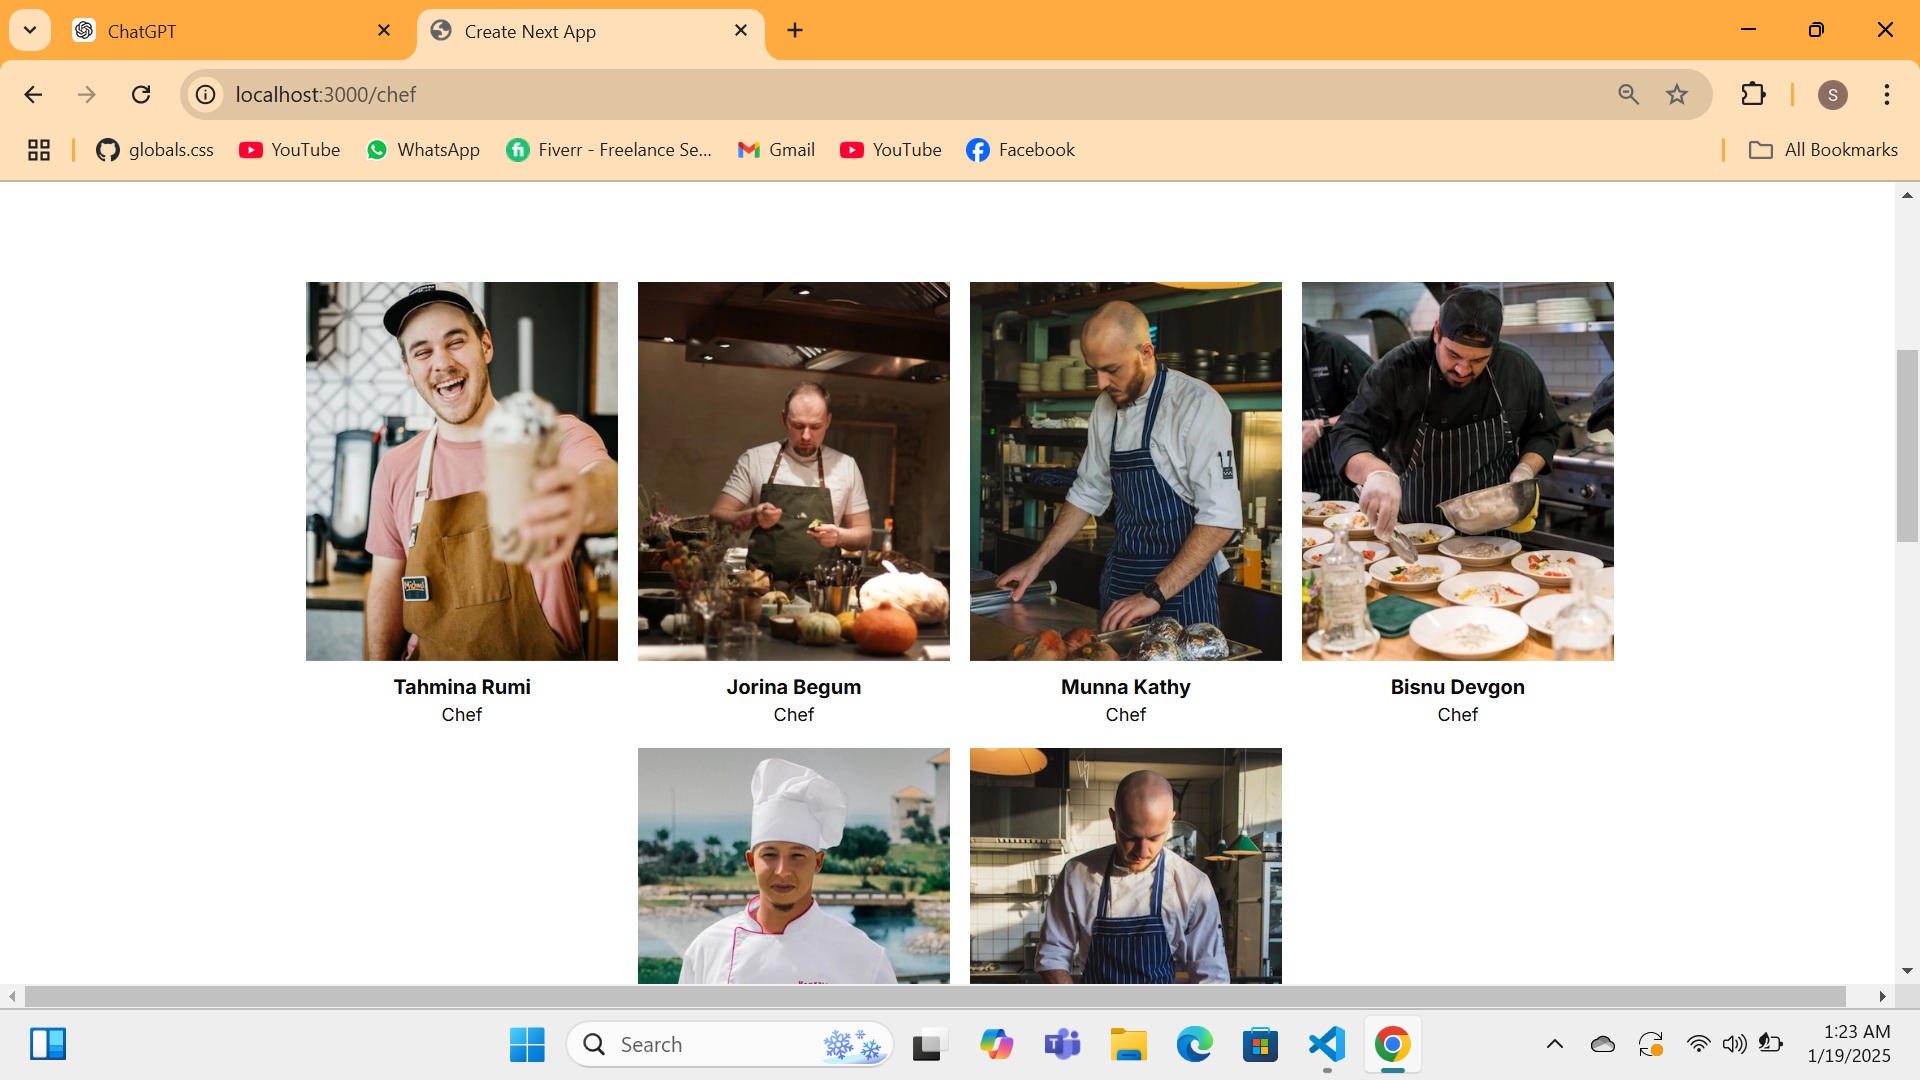 ChatGPT
Create Next App
localhost:3000/chef
S
globals.css
YouTube
WhatsApp
Fiverr - Freelance Se...
Gmail
YouTube
Facebook
All Bookmarks
Michael
Tahmina Rumi
Jorina Begum
Munna Kathy
Bisnu Devgon
Chef
Chef
Chef
Chef
Search
1:23 AM
1/19/2025